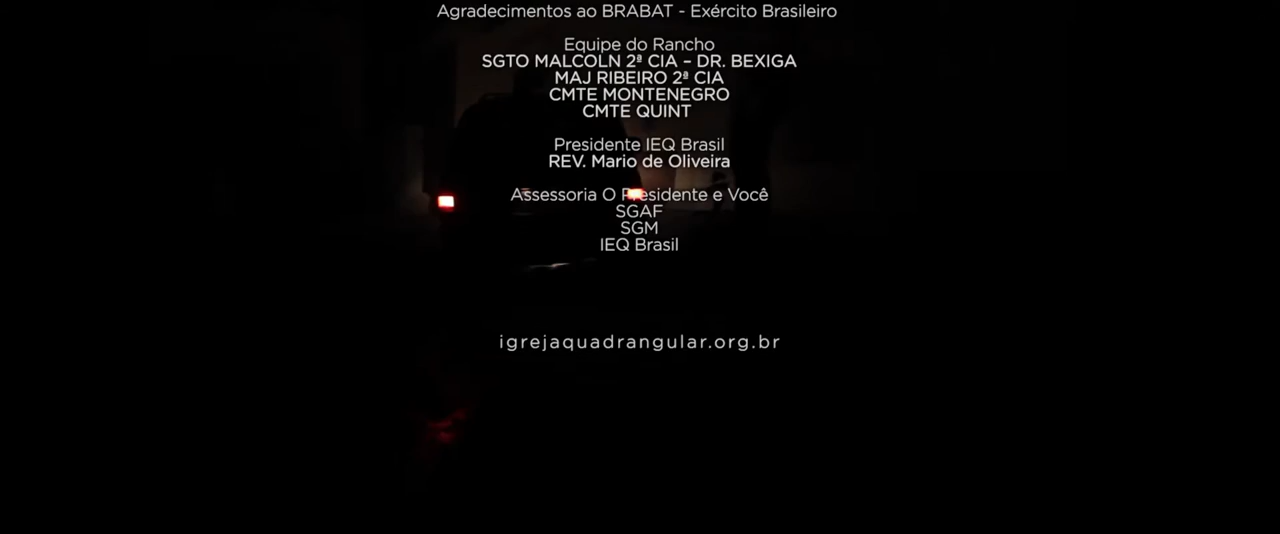 Agradecimentos ao BRABAT - Exército Brasileiro
Equipe do Rancho
SGTO MALCOLN 2ª CIA – DR. BEXIGA
MAJ RIBEIRO 2ª CIA
CMTE MONTENEGRO
CMTE QUINT
Presidente IEQ Brasil
REV. Mario de Oliveira
Assessoria O Presidente e Você
SGAF
SGM
IEQ Brasil
igrejaquadrangular.org.br